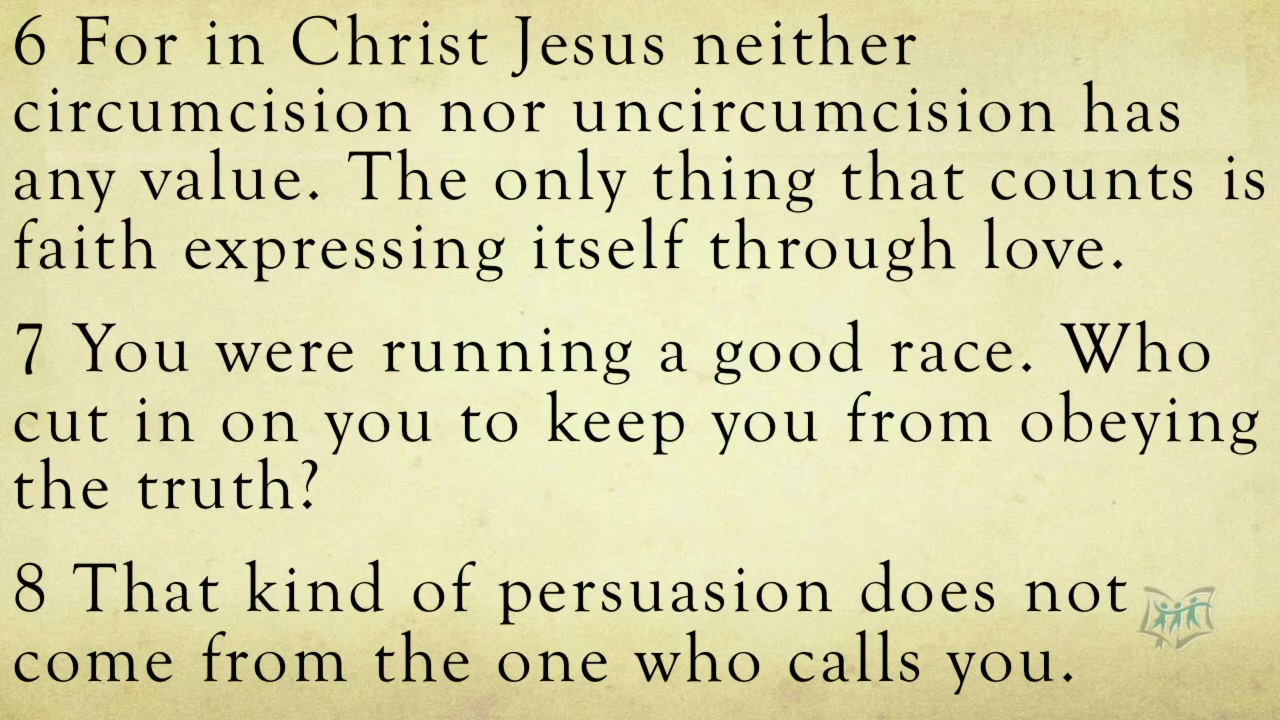 6 For in Christ Jesus neither
circumcision nor uncircumcision has
any value. The only thing that counts is
faith expressing itself through love.
7 You were running a good race. Who
cut in on you to keep you from obeying
the truth?
8 That kind of persuasion does not
come from the one who calls you.